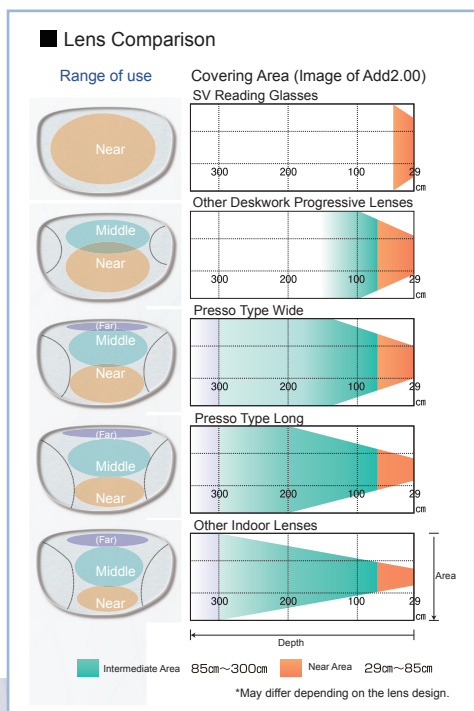 ■ Lens Comparison
Range of use
Covering Area (Image of Add2.00)
SV Reading Glasses
Near
300 200 100 29
㎝
Other Deskwork Progressive Lenses
Middle
Near
300 200 100 29
㎝
Presso Type Wide
(Far)
Middle
Near
300 200 100 29
㎝
Presso Type Long
(Far)
Middle
Near
300 200 100 29
㎝
Other Indoor Lenses
(Far)
Middle
Near
300 200 100 29
㎝
Area
Depth
Intermediate Area 85㎝～300㎝ Near Area 29㎝～85㎝
*May differ depending on the lens design.